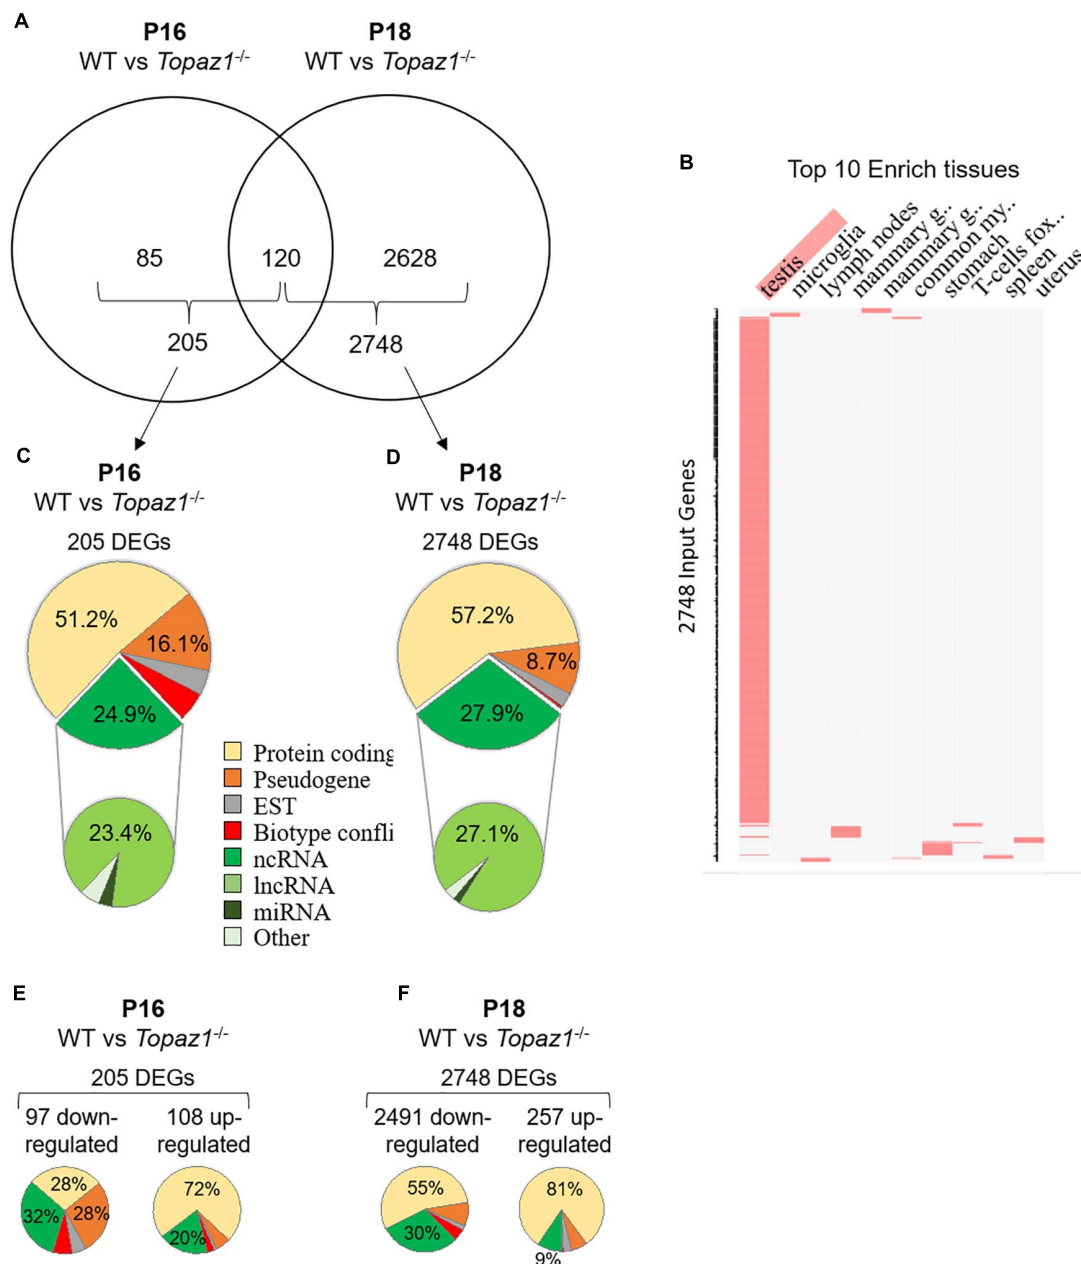 A
P16
WT vs Topaz1-/-
P18
WT vs Topaz1-/-
85
120
2628
205
2748
B
Top 10 Enrich tissues
testis
microglia
lymph nodes
mammary g..
mammary g..
common my..
stomach
T-cells fox..
spleen
uterus
2748 Input Genes
C
P16
WT vs Topaz1-/-
205 DEGs
51.2%
16.1%
24.9%
23.4%
D
P18
WT vs Topaz1-/-
2748 DEGs
57.2%
8.7%
27.9%
27.1%
Protein coding
Pseudogene
EST
Biotype confli
ncRNA
lncRNA
miRNA
Other
E
P16
WT vs Topaz1-/-
205 DEGs
97 down-
regulated
108 up-
regulated
28%
32%
28%
72%
20%
F
P18
WT vs Topaz1-/-
2748 DEGs
2491 down-
regulated
257 up-
regulated
55%
30%
81%
9%